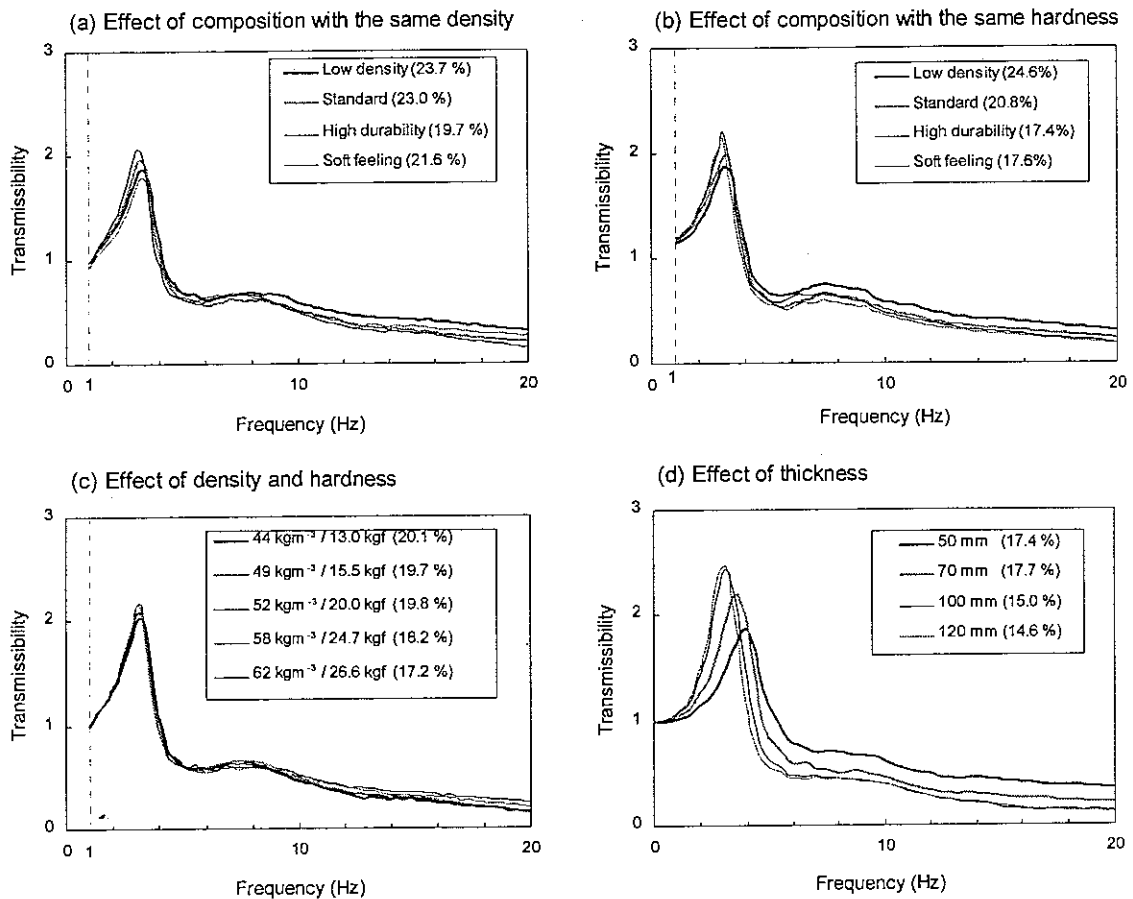 (a) Effect of composition with the same density
3
2
1
0
Transmissibility
Low density (23.7 %)
Standard (23.0 %)
High durability (19.7 %)
Soft feeling (21.6 %)
0 1 10 20
Frequency (Hz)
(b) Effect of composition with the same hardness
3
2
1
0
Transmissibility
Low density (24.6%)
Standard (20.8%)
High durability (17.4%)
Soft feeling (17.6%)
0 1 10 20
Frequency (Hz)
(c) Effect of density and hardness
3
2
1
0
Transmissibility
44 kgm⁻³ / 13.0 kgf (20.1 %)
49 kgm⁻³ / 15.5 kgf (19.7 %)
52 kgm⁻³ / 20.0 kgf (19.8 %)
58 kgm⁻³ / 24.7 kgf (16.2 %)
62 kgm⁻³ / 26.6 kgf (17.2 %)
0 1 10 20
Frequency (Hz)
(d) Effect of thickness
3
2
1
0
Transmissibility
50 mm (17.4 %)
70 mm (17.7 %)
100 mm (15.0 %)
120 mm (14.6 %)
0 10 20
Frequency (Hz)